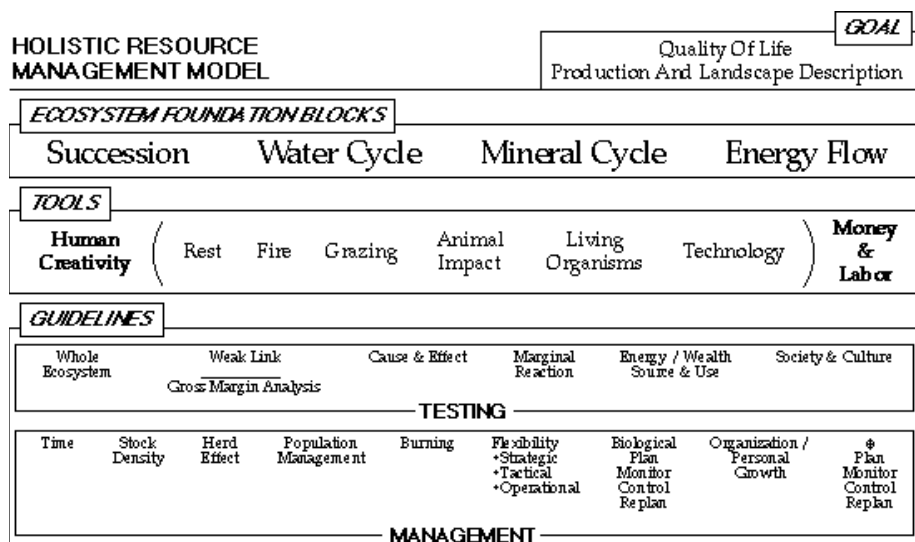 GOAL
HOLISTIC RESOURCE
MANAGEMENT MODEL
Quality Of Life
Production And Landscape Description
ECOSYSTEM FOUNDATION BLOCKS
Succession Water Cycle Mineral Cycle Energy Flow
TOOLS
Human
Creativity
(
Rest
Fire
Grazing
Animal
Impact
Living
Organisms
Technology
)
Money
&
Labor
GUIDELINES
Whole
Ecosystem
Weak Link
Gross Margin Analysis
Cause & Effect
Marginal
Reaction
Energy / Wealth
Source & Use
Society & Culture
TESTING
Time
Stock
Density
Herd
Effect
Population
Management
Burning
Flexibility
•Strategic
•Tactical
•Operational
Biological
Plan
Monitor
Control
Replan
Organization /
Personal
Growth
Plan
Monitor
Control
Replan
MANAGEMENT